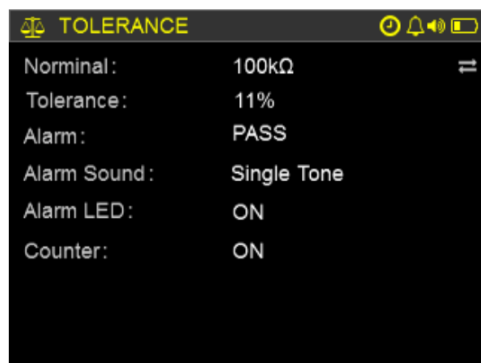 TOLERANCE
Norminal: 100kΩ
Tolerance: 11%
Alarm: PASS
Alarm Sound: Single Tone
Alarm LED: ON
Counter: ON